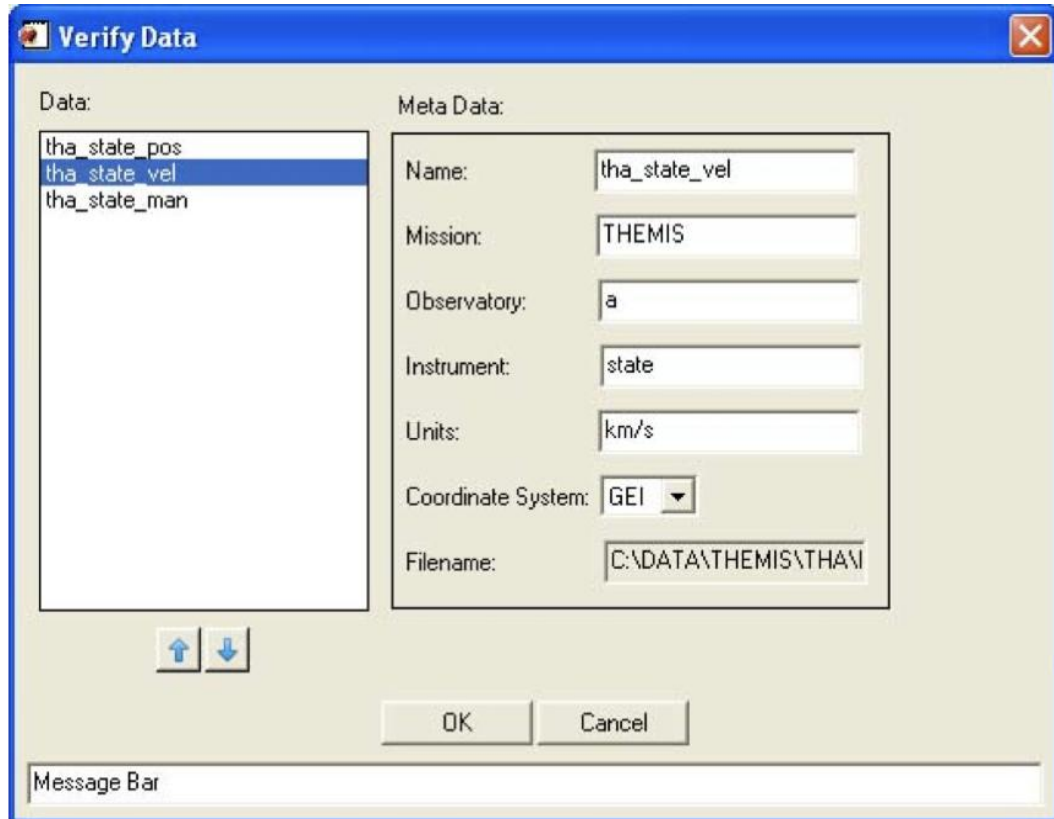 Verify Data
Data:
tha_state_pos
tha_state_vel
tha_state_man
Meta Data:
Name: tha_state_vel
Mission: THEMIS
Observatory: a
Instrument: state
Units: km/s
Coordinate System: GEI
Filename: C:\DATA\THEMIS\THA\
OK Cancel
Message Bar